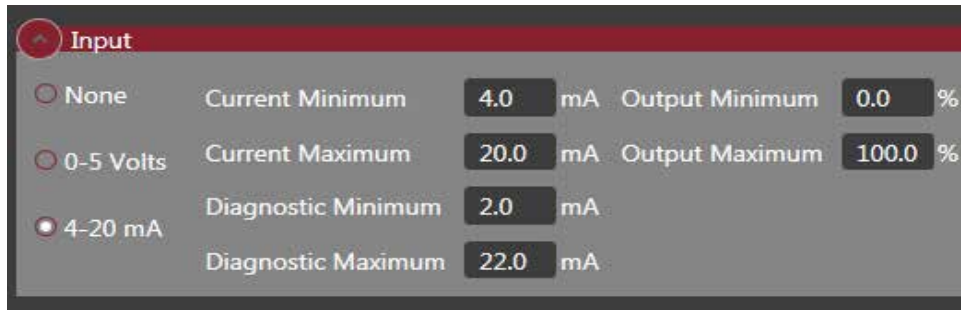 Input
None Current Minimum 4.0 mA Output Minimum 0.0 %
0-5 Volts Current Maximum 20.0 mA Output Maximum 100.0 %
Diagnostic Minimum 2.0 mA
4-20 mA
Diagnostic Maximum 22.0 mA